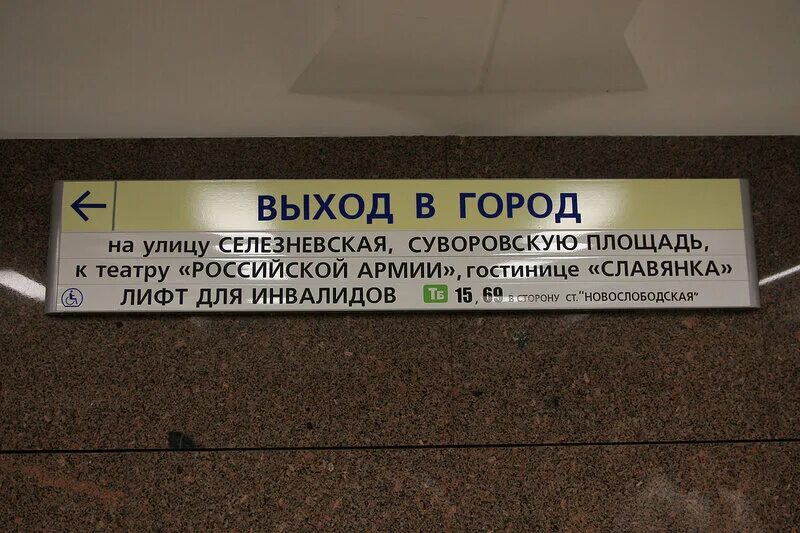 ВЫХОД В ГОРОД
на улицу СЕЛЕЗНЕВСКАЯ, СУВОРОВСКУЮ ПЛОЩАДЬ,
к театру «РОССИЙСКОЙ АРМИИ», гостинице «СЛАВЯНКА»
ЛИФТ ДЛЯ ИНВАЛИДОВ Тб 15, 69 в сторону ст. "НОВОСЛОБОДСКАЯ"